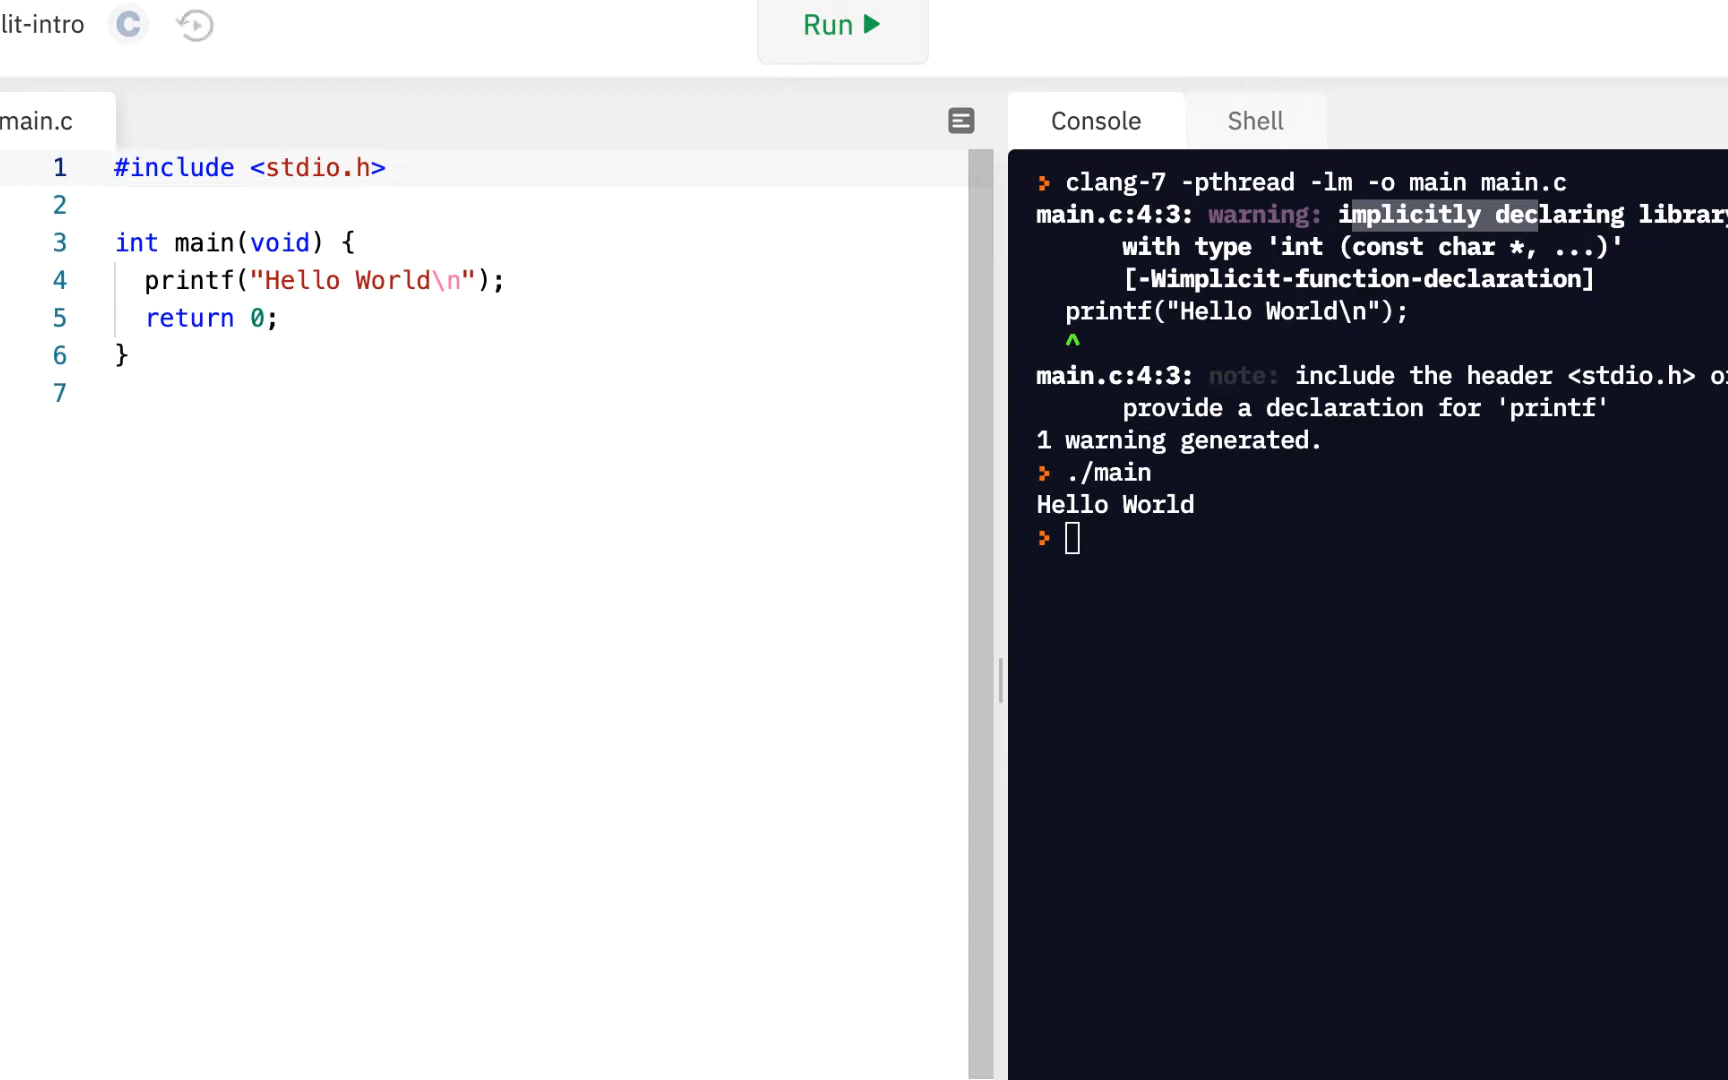 lit-intro
Run
main.c
Console
Shell
1 #include <stdio.h>
2
3 int main(void) {
4 printf("Hello World\n");
5 return 0;
6 }
7
clang-7 -pthread -lm -o main main.c
main.c:4:3: warning: implicitly declaring library
with type 'int (const char *, ...)'
[-Wimplicit-function-declaration]
printf("Hello World\n");
^
main.c:4:3: note: include the header <stdio.h> or
provide a declaration for 'printf'
1 warning generated.
./main
Hello World